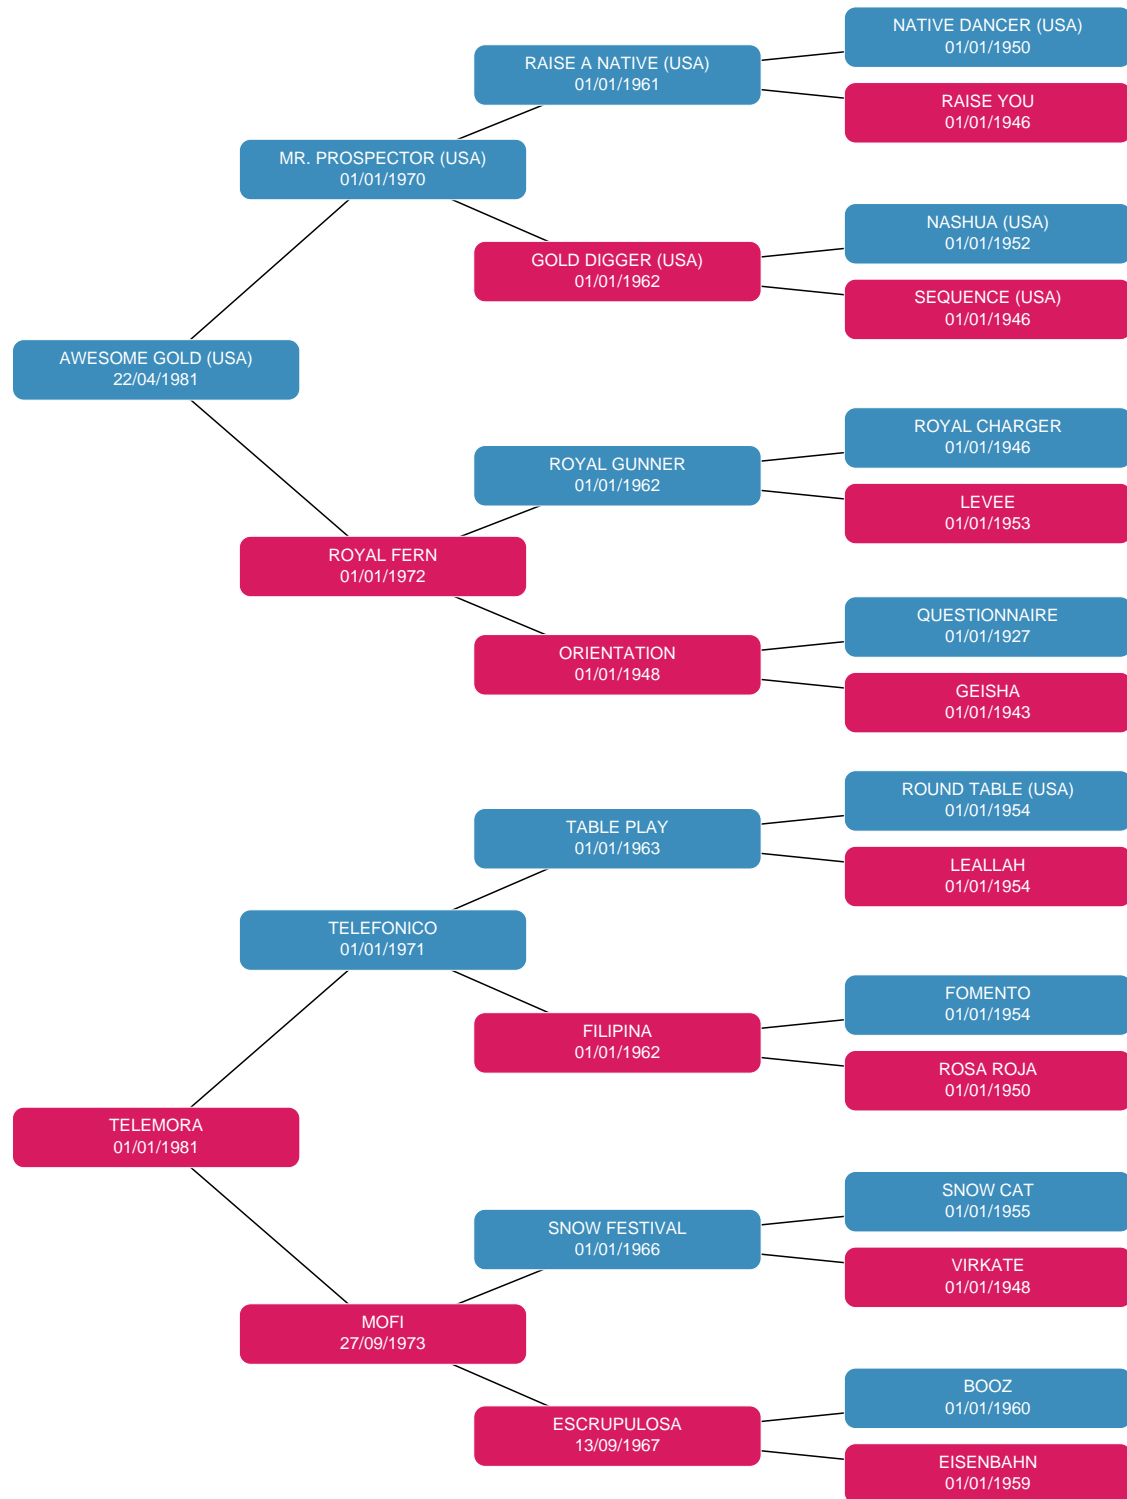 NATIVE DANCER (USA)
01/01/1950
RAISE A NATIVE (USA)
01/01/1961
RAISE YOU
01/01/1946
MR. PROSPECTOR (USA)
01/01/1970
NASHUA (USA)
01/01/1952
GOLD DIGGER (USA)
01/01/1962
SEQUENCE (USA)
01/01/1946
AWESOME GOLD (USA)
22/04/1981
ROYAL CHARGER
01/01/1946
ROYAL GUNNER
01/01/1962
LEVEE
01/01/1953
ROYAL FERN
01/01/1972
QUESTIONNAIRE
01/01/1927
ORIENTATION
01/01/1948
GEISHA
01/01/1943
ROUND TABLE (USA)
01/01/1954
TABLE PLAY
01/01/1963
LEALLAH
01/01/1954
TELEFONICO
01/01/1971
FOMENTO
01/01/1954
FILIPINA
01/01/1962
ROSA ROJA
01/01/1950
TELEMORA
01/01/1981
SNOW CAT
01/01/1955
SNOW FESTIVAL
01/01/1966
VIRKATE
01/01/1948
MOFI
27/09/1973
BOOZ
01/01/1960
ESCRUPULOSA
13/09/1967
EISENBAHN
01/01/1959